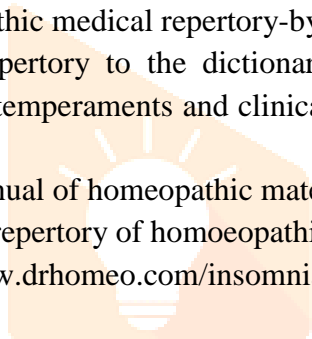 thic medical repertory-by
pertory to the dictionar
temperaments and clinica
nual of homeopathic mate
repertory of homoeopathi
w.drhomeo.com/insomni